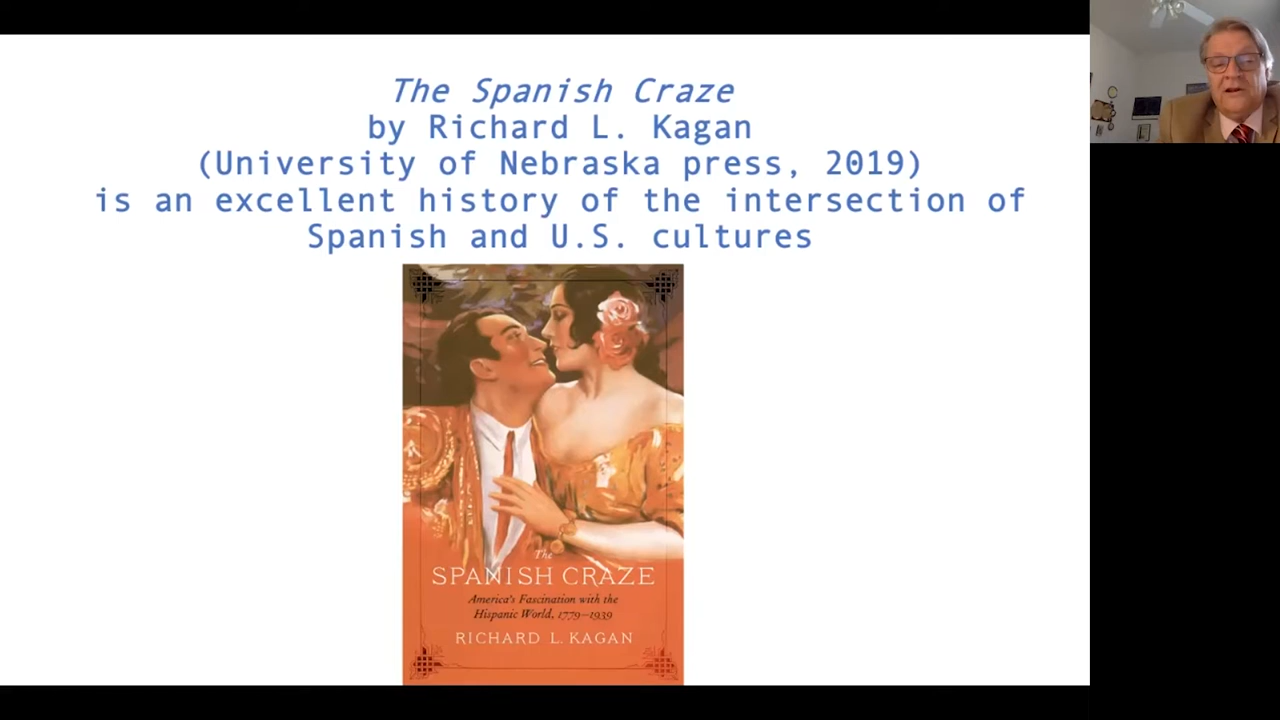 The Spanish Craze
by Richard L. Kagan
(University of Nebraska press, 2019)
is an excellent history of the intersection of
Spanish and U.S. cultures
The
SPANISH CRAZE
America's Fascination with the
Hispanic World, 1779–1939
RICHARD L. KAGAN